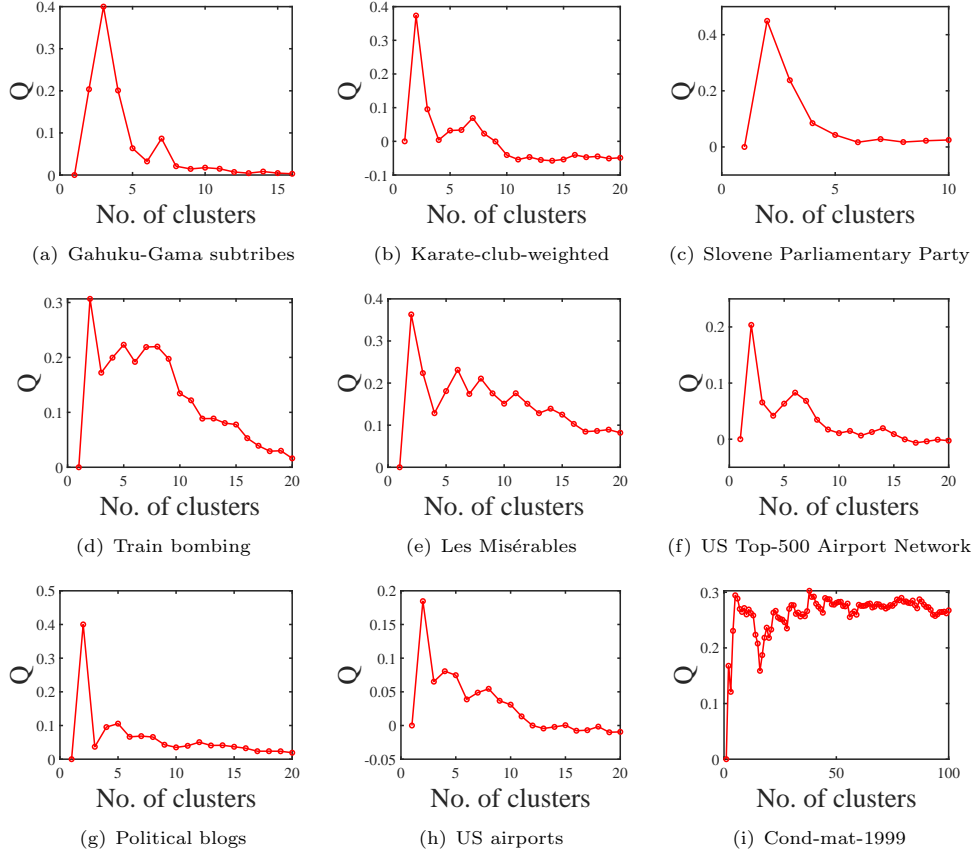 0.4
0.3
0.2
0.1
0
Q
0 5 10 15
No. of clusters
(a) Gahuku-Gama subtribes
0.4
0.3
0.2
0.1
0
-0.1
Q
0 5 10 15 20
No. of clusters
(b) Karate-club-weighted
0.4
0.2
0
Q
0 5 10
No. of clusters
(c) Slovene Parliamentary Party
0.3
0.2
0.1
0
Q
0 5 10 15 20
No. of clusters
(d) Train bombing
0.4
0.3
0.2
0.1
0
Q
0 5 10 15 20
No. of clusters
(e) Les Misérables
0.2
0.1
0
Q
0 5 10 15 20
No. of clusters
(f) US Top-500 Airport Network
0.5
0.4
0.3
0.2
0.1
0
Q
0 5 10 15 20
No. of clusters
(g) Political blogs
0.2
0.15
0.1
0.05
0
-0.05
Q
0 5 10 15 20
No. of clusters
(h) US airports
0.3
0.2
0.1
0
Q
0 50 100
No. of clusters
(i) Cond-mat-1999